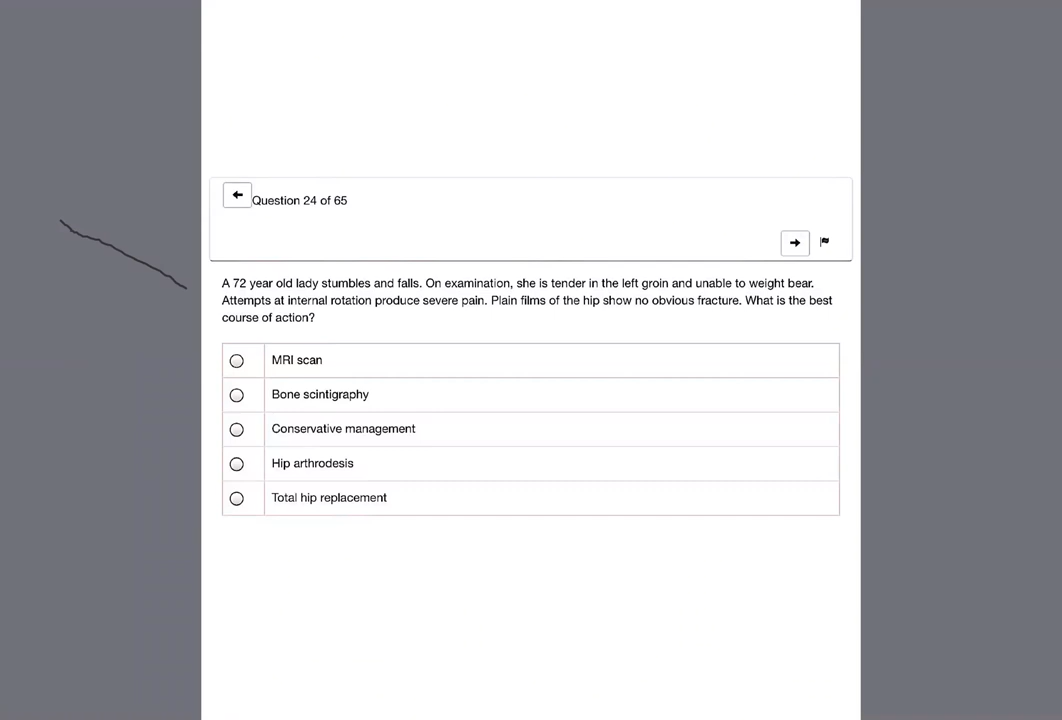 Question 24 of 65
A 72 year old lady stumbles and falls. On examination, she is tender in the left groin and unable to weight bear.
Attempts at internal rotation produce severe pain. Plain films of the hip show no obvious fracture. What is the best
course of action?
MRI scan
Bone scintigraphy
Conservative management
Hip arthrodesis
Total hip replacement